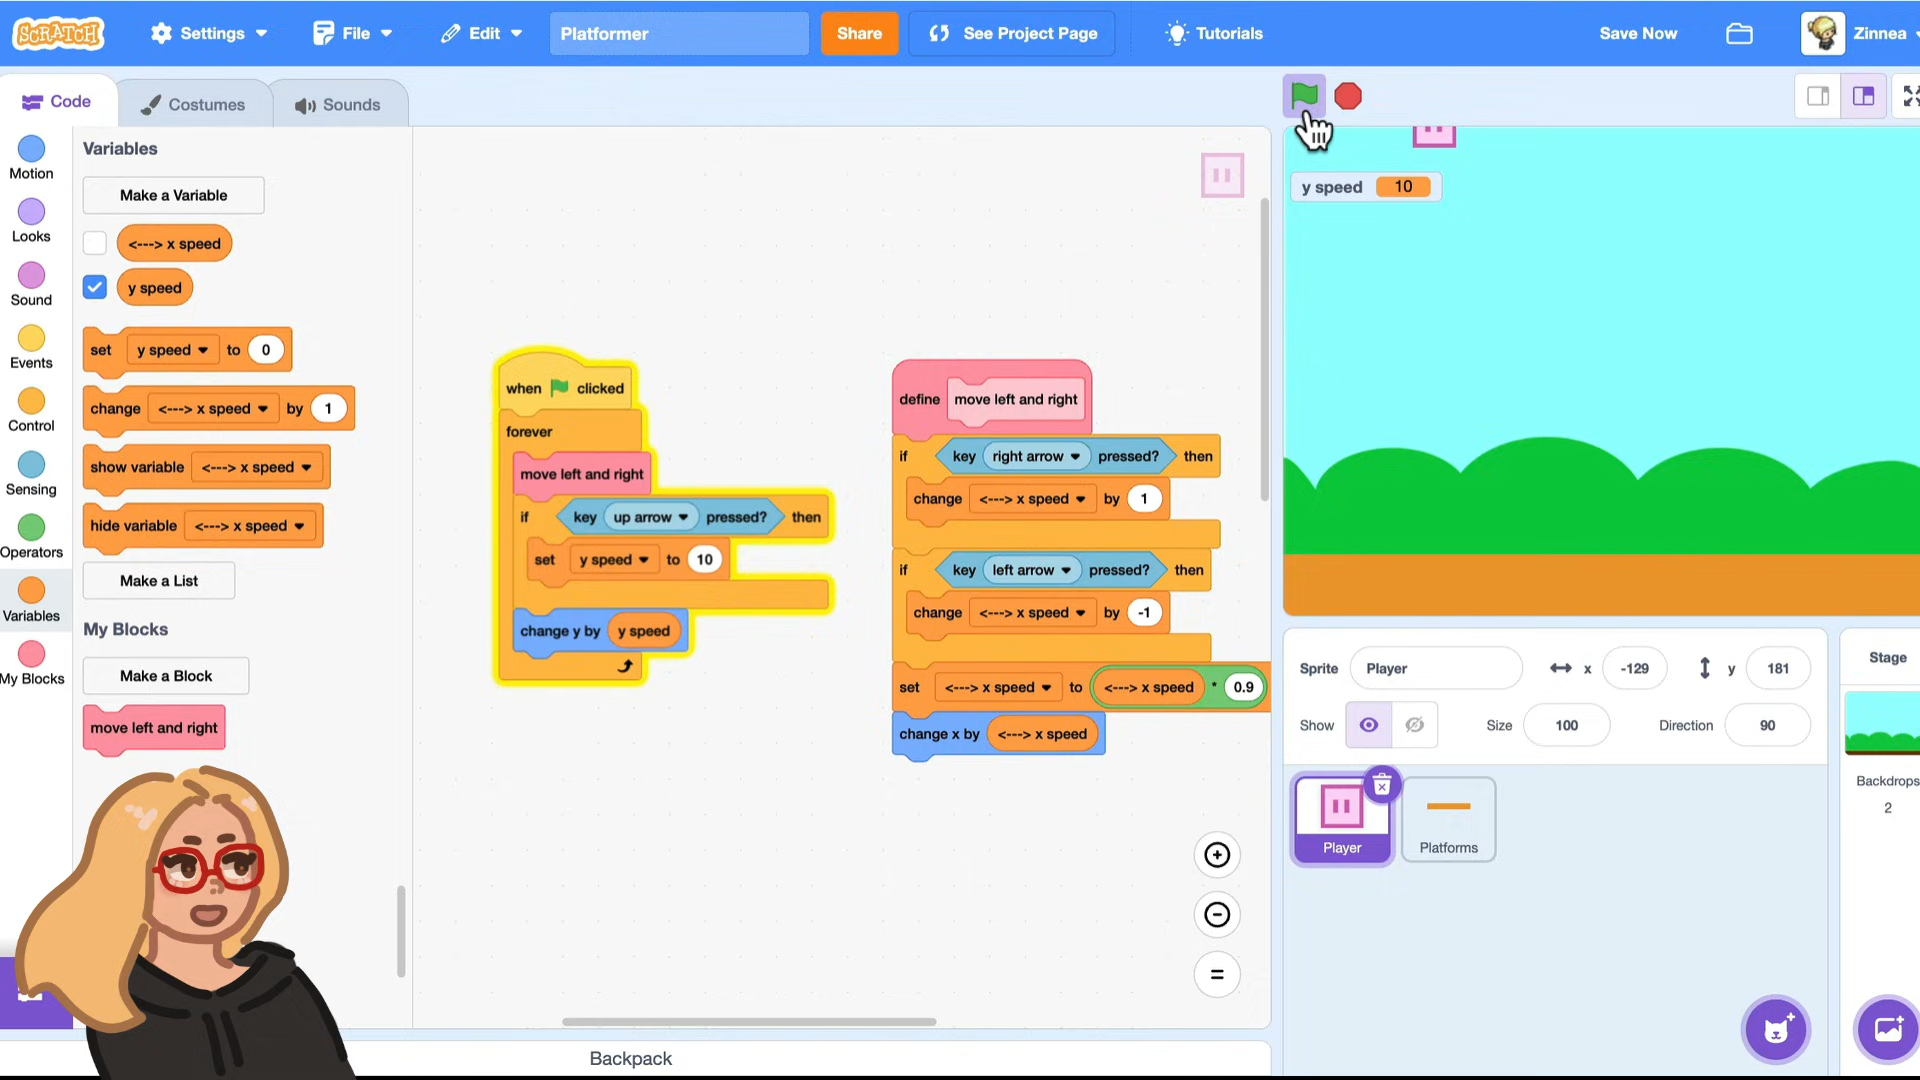 SCRATCH Settings File Edit Platformer Share See Project Page Tutorials Save Now Zinnea
Code Costumes Sounds
Motion
Looks
Sound
Events
Control
Sensing
Operators
Variables
My Blocks
Variables
Make a Variable
<---> x speed
y speed
set y speed to 0
change <---> x speed by 1
show variable <---> x speed
hide variable <---> x speed
Make a List
My Blocks
Make a Block
move left and right
when clicked
forever
move left and right
if key up arrow pressed? then
set y speed to 10
change y by y speed
define move left and right
if key right arrow pressed? then
change <---> x speed by 1
if key left arrow pressed? then
change <---> x speed by -1
set <---> x speed to <---> x speed * 0.9
change x by <---> x speed
y speed 10
Sprite Player x -129 y 181
Show Size 100 Direction 90
Player
Platforms
Stage
Backdrops
2
Backpack